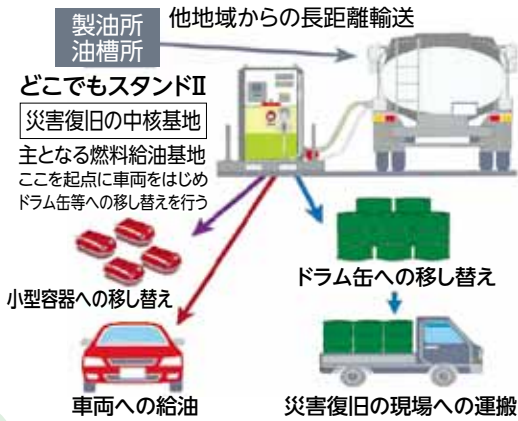 製油所
油槽所
他地域からの長距離輸送
どこでもスタンドⅡ
災害復旧の中核基地
主となる燃料給油基地
ここを起点に車両をはじめ
ドラム缶等への移し替えを行う
小型容器への移し替え
ドラム缶への移し替え
車両への給油
災害復旧の現場への運搬